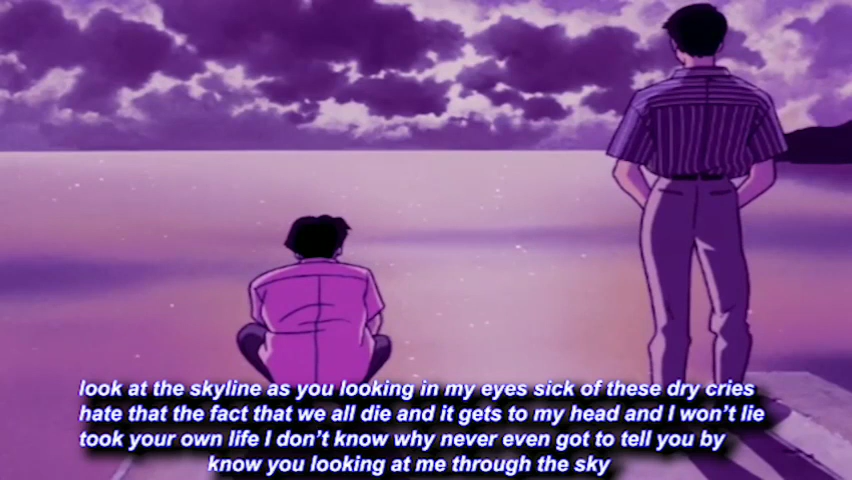 look at the skyline as you looking in my eyes sick of these dry cries
hate that the fact that we all die and it gets to my head and I won't lie
took your own life I don't know why never even got to tell you by
know you looking at me through the sky